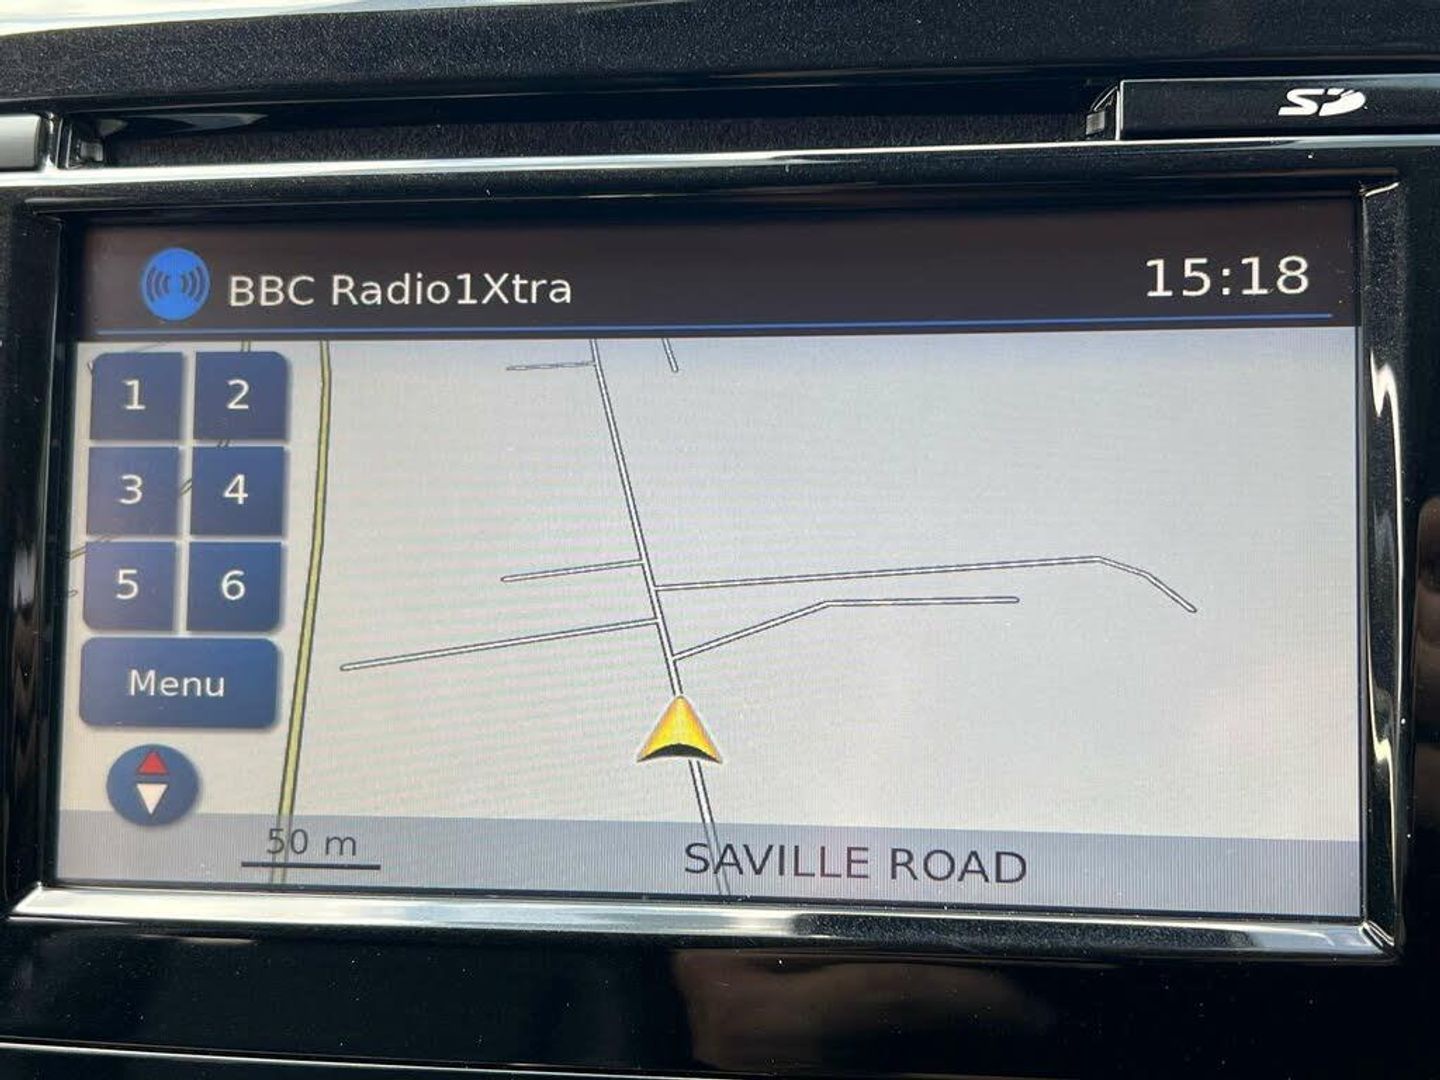 SD
BBC Radio1Xtra
15:18
1 2
3 4
5 6
Menu
50 m
SAVILLE ROAD